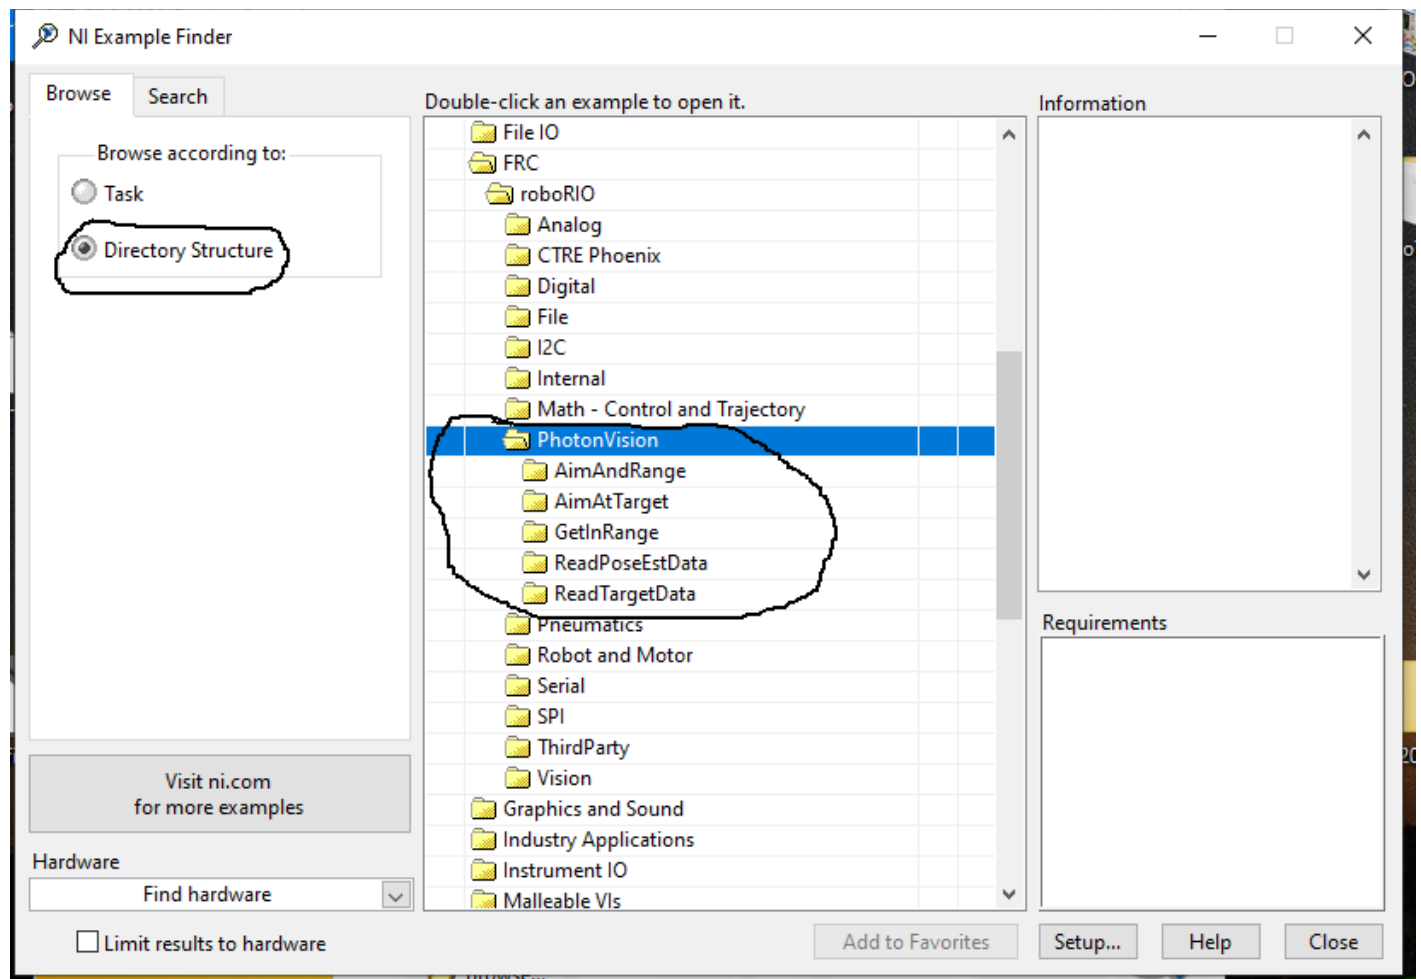 NI Example Finder
Browse
Search
Browse according to:
Task
Directory Structure
Visit ni.com
for more examples
Hardware
Find hardware
Limit results to hardware
Double-click an example to open it.
File IO
FRC
roboRIO
Analog
CTRE Phoenix
Digital
File
I2C
Internal
Math - Control and Trajectory
PhotonVision
AimAndRange
AimAtTarget
GetInRange
ReadPoseEstData
ReadTargetData
Pneumatics
Robot and Motor
Serial
SPI
ThirdParty
Vision
Graphics and Sound
Industry Applications
Instrument IO
Malleable VIs
Information
Requirements
Add to Favorites
Setup...
Help
Close